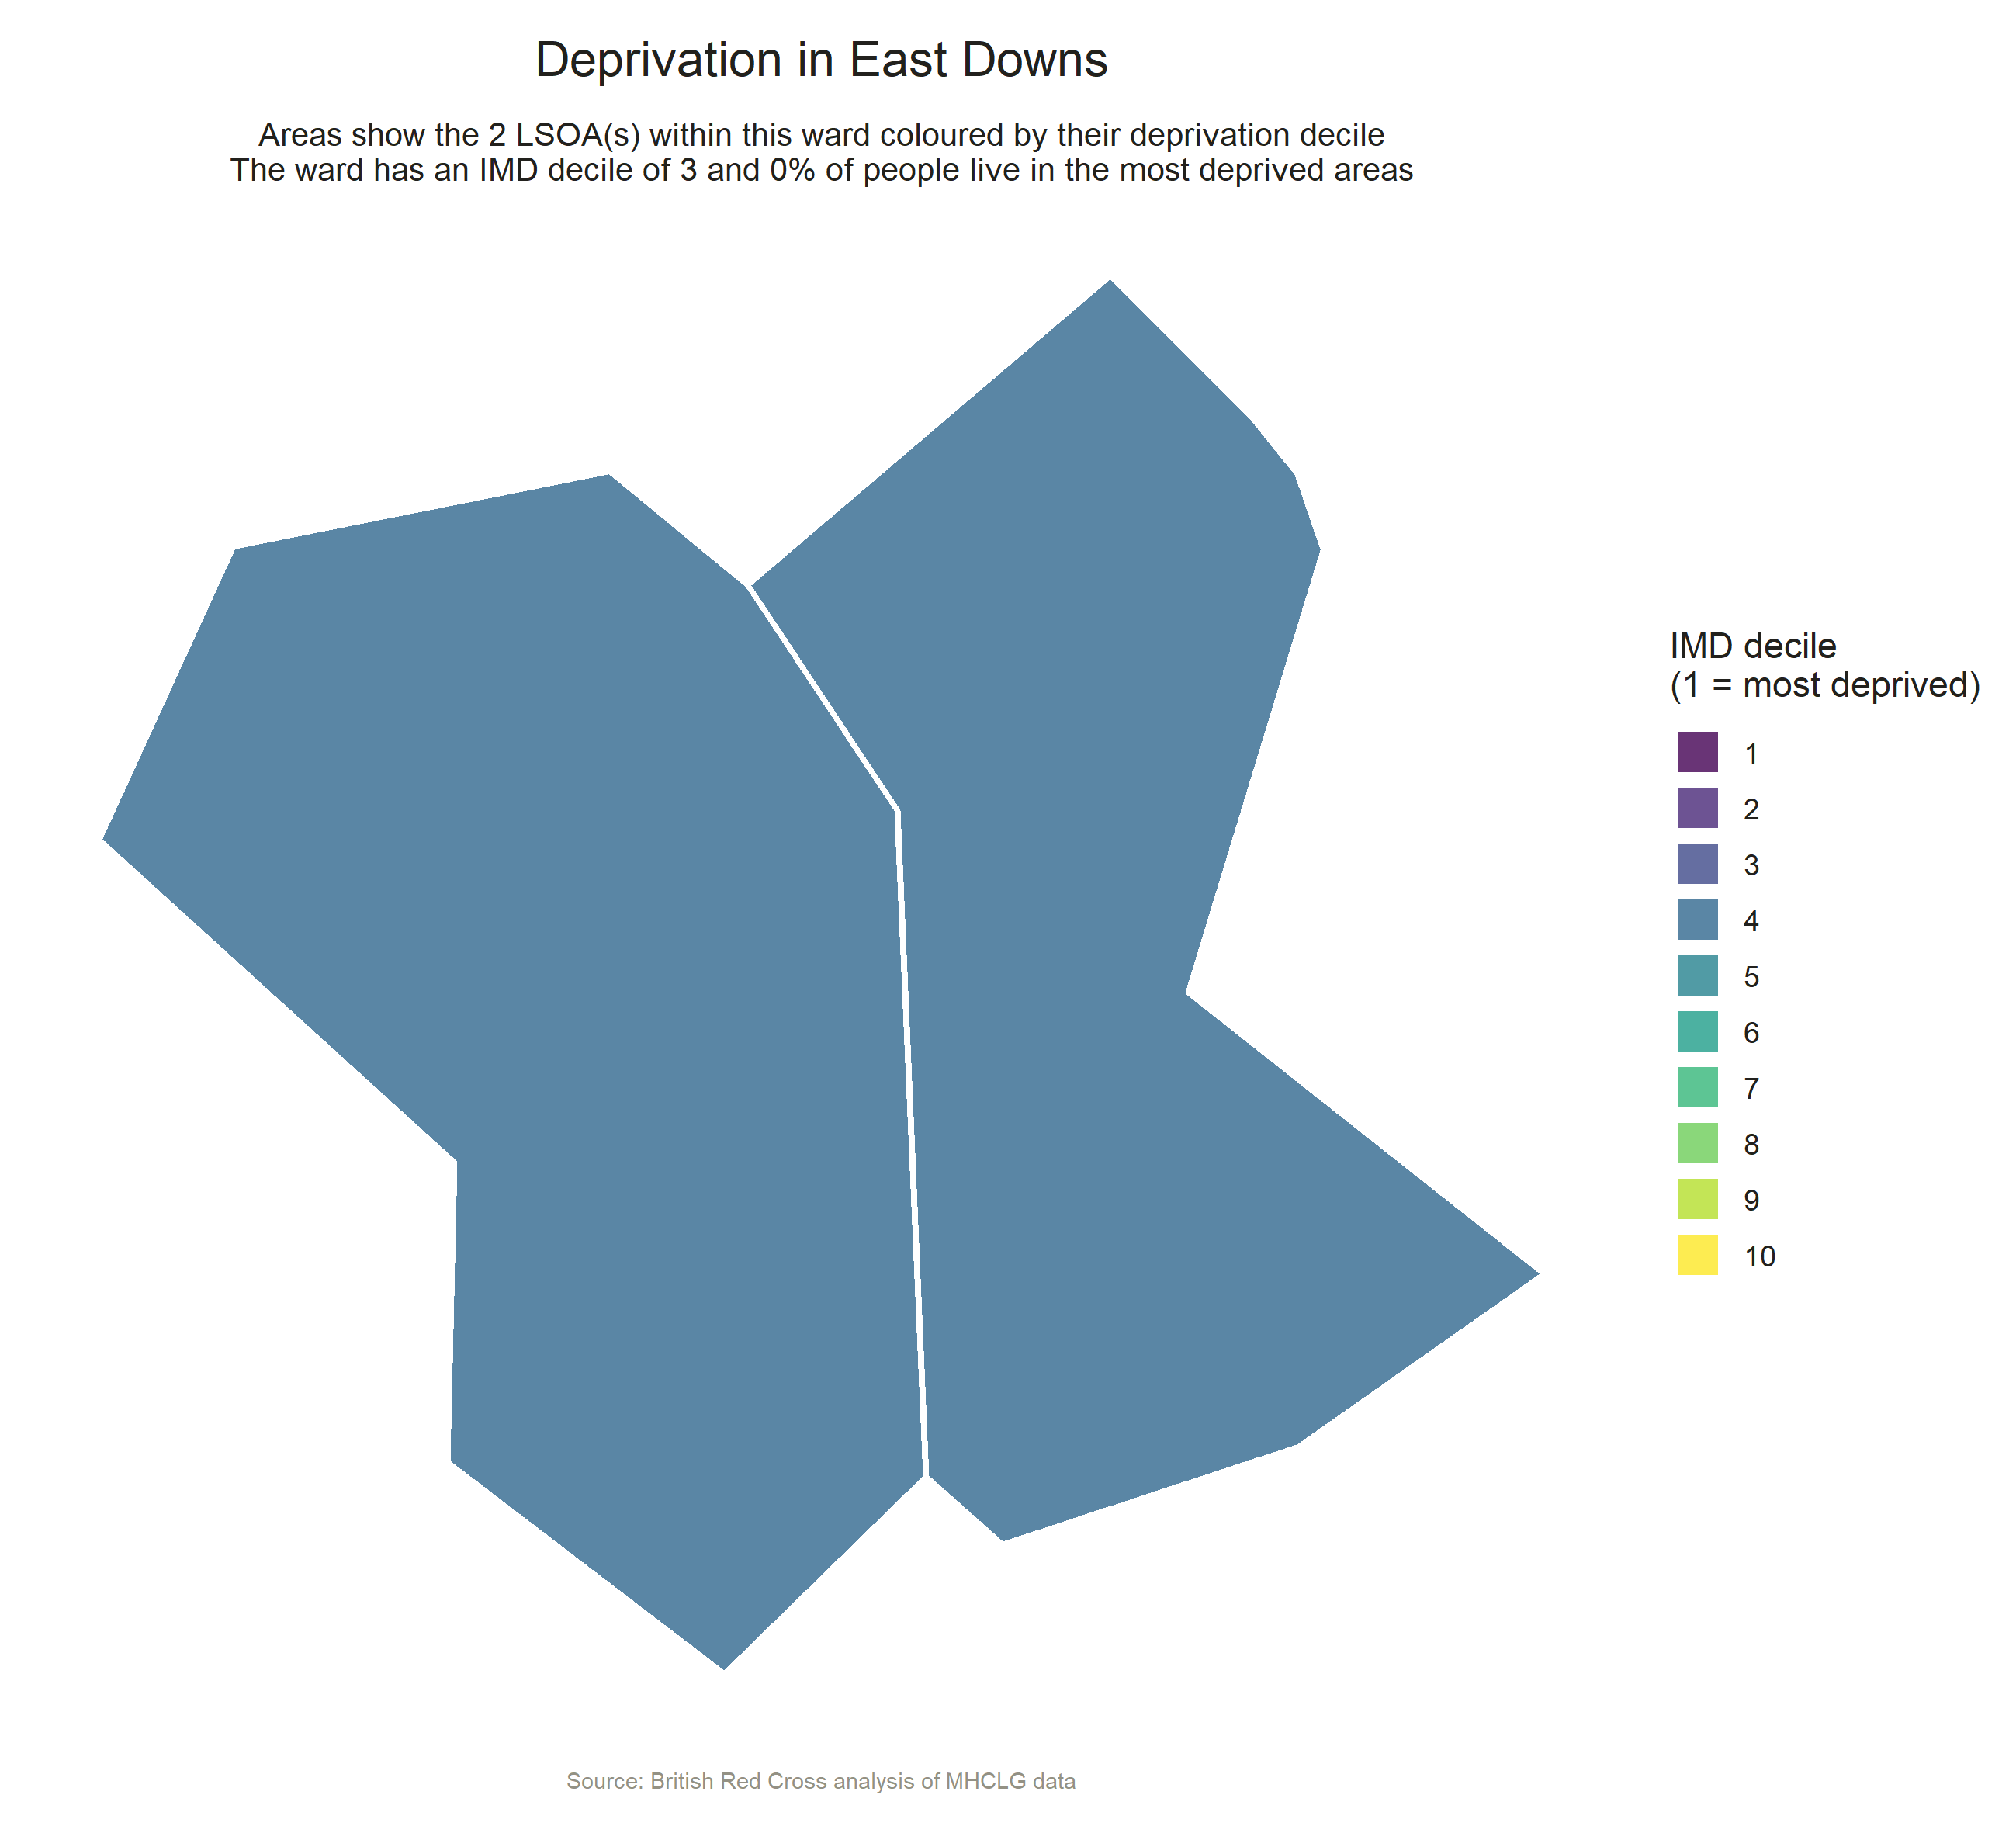 Deprivation in East Downs
Areas show the 2 LSOA(s) within this ward coloured by their deprivation decile
The ward has an IMD decile of 3 and 0% of people live in the most deprived areas
IMD decile
(1 = most deprived)
1
2
3
4
5
6
7
8
9
10
Source: British Red Cross analysis of MHCLG data